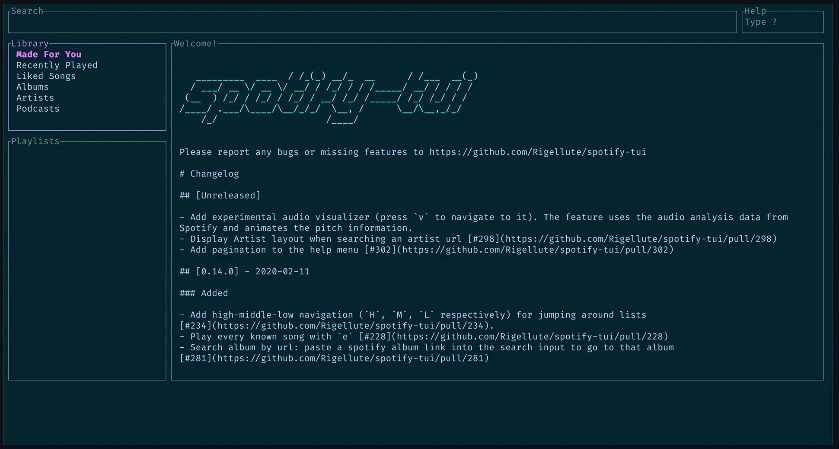 Search
Help
Type ?
Library
Made For You
Recently Played
Liked Songs
Albums
Artists
Podcasts
Playlists
Welcome!
spotify-tui
Please report any bugs or missing features to https://github.com/Rigellute/spotify-tui
# Changelog
## [Unreleased]
- Add experimental audio visualizer (press `v` to navigate to it). The feature uses the audio analysis data from
Spotify and animates the pitch information.
- Display Artist layout when searching an artist url [#298](https://github.com/Rigellute/spotify-tui/pull/298)
- Add pagination to the help menu [#302](https://github.com/Rigellute/spotify-tui/pull/302)
## [0.14.0] - 2020-02-11
### Added
- Add high-middle-low navigation (`H`, `M`, `L` respectively) for jumping around lists
[#234](https://github.com/Rigellute/spotify-tui/pull/234).
- Play every known song with `e` [#228](https://github.com/Rigellute/spotify-tui/pull/228)
- Search album by url: paste a spotify album link into the search input to go to that album
[#281](https://github.com/Rigellute/spotify-tui/pull/281)